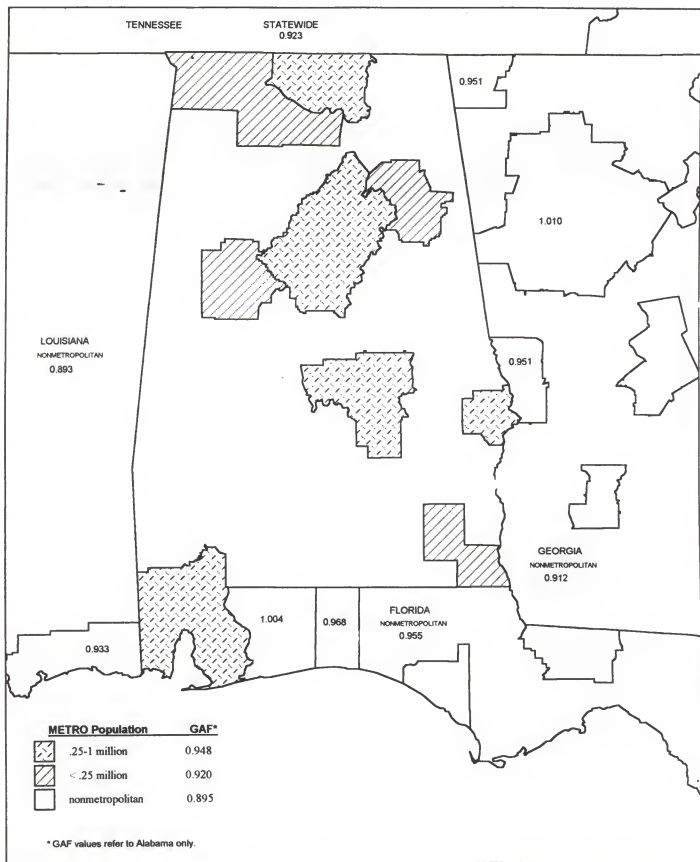 TENNESSEE STATEWIDE
0.923
0.951
1.010
LOUISIANA
NONMETROPOLITAN
0.893
0.951
GEORGIA
NONMETROPOLITAN
0.912
1.004
0.968
FLORIDA
NONMETROPOLITAN
0.955
0.933
METRO Population GAF*
.25-1 million 0.948
< .25 million 0.920
nonmetropolitan 0.895
* GAF values refer to Alabama only.